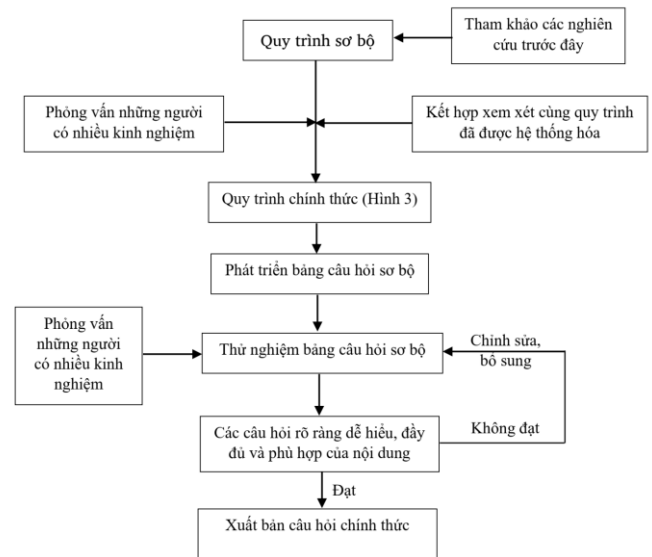 Quy trình sơ bộ
Tham khảo các nghiên
cứu trước đây
Phỏng vấn những người
có nhiều kinh nghiệm
Kết hợp xem xét cùng quy trình
đã được hệ thống hóa
Quy trình chính thức (Hình 3)
Phát triển bảng câu hỏi sơ bộ
Phỏng vấn
những người
có nhiều kinh
nghiệm
Thử nghiệm bảng câu hỏi sơ bộ
Chỉnh sửa,
bổ sung
Các câu hỏi rõ ràng dễ hiểu, đầy
đủ và phù hợp của nội dung
Không đạt
Đạt
Xuất bản câu hỏi chính thức